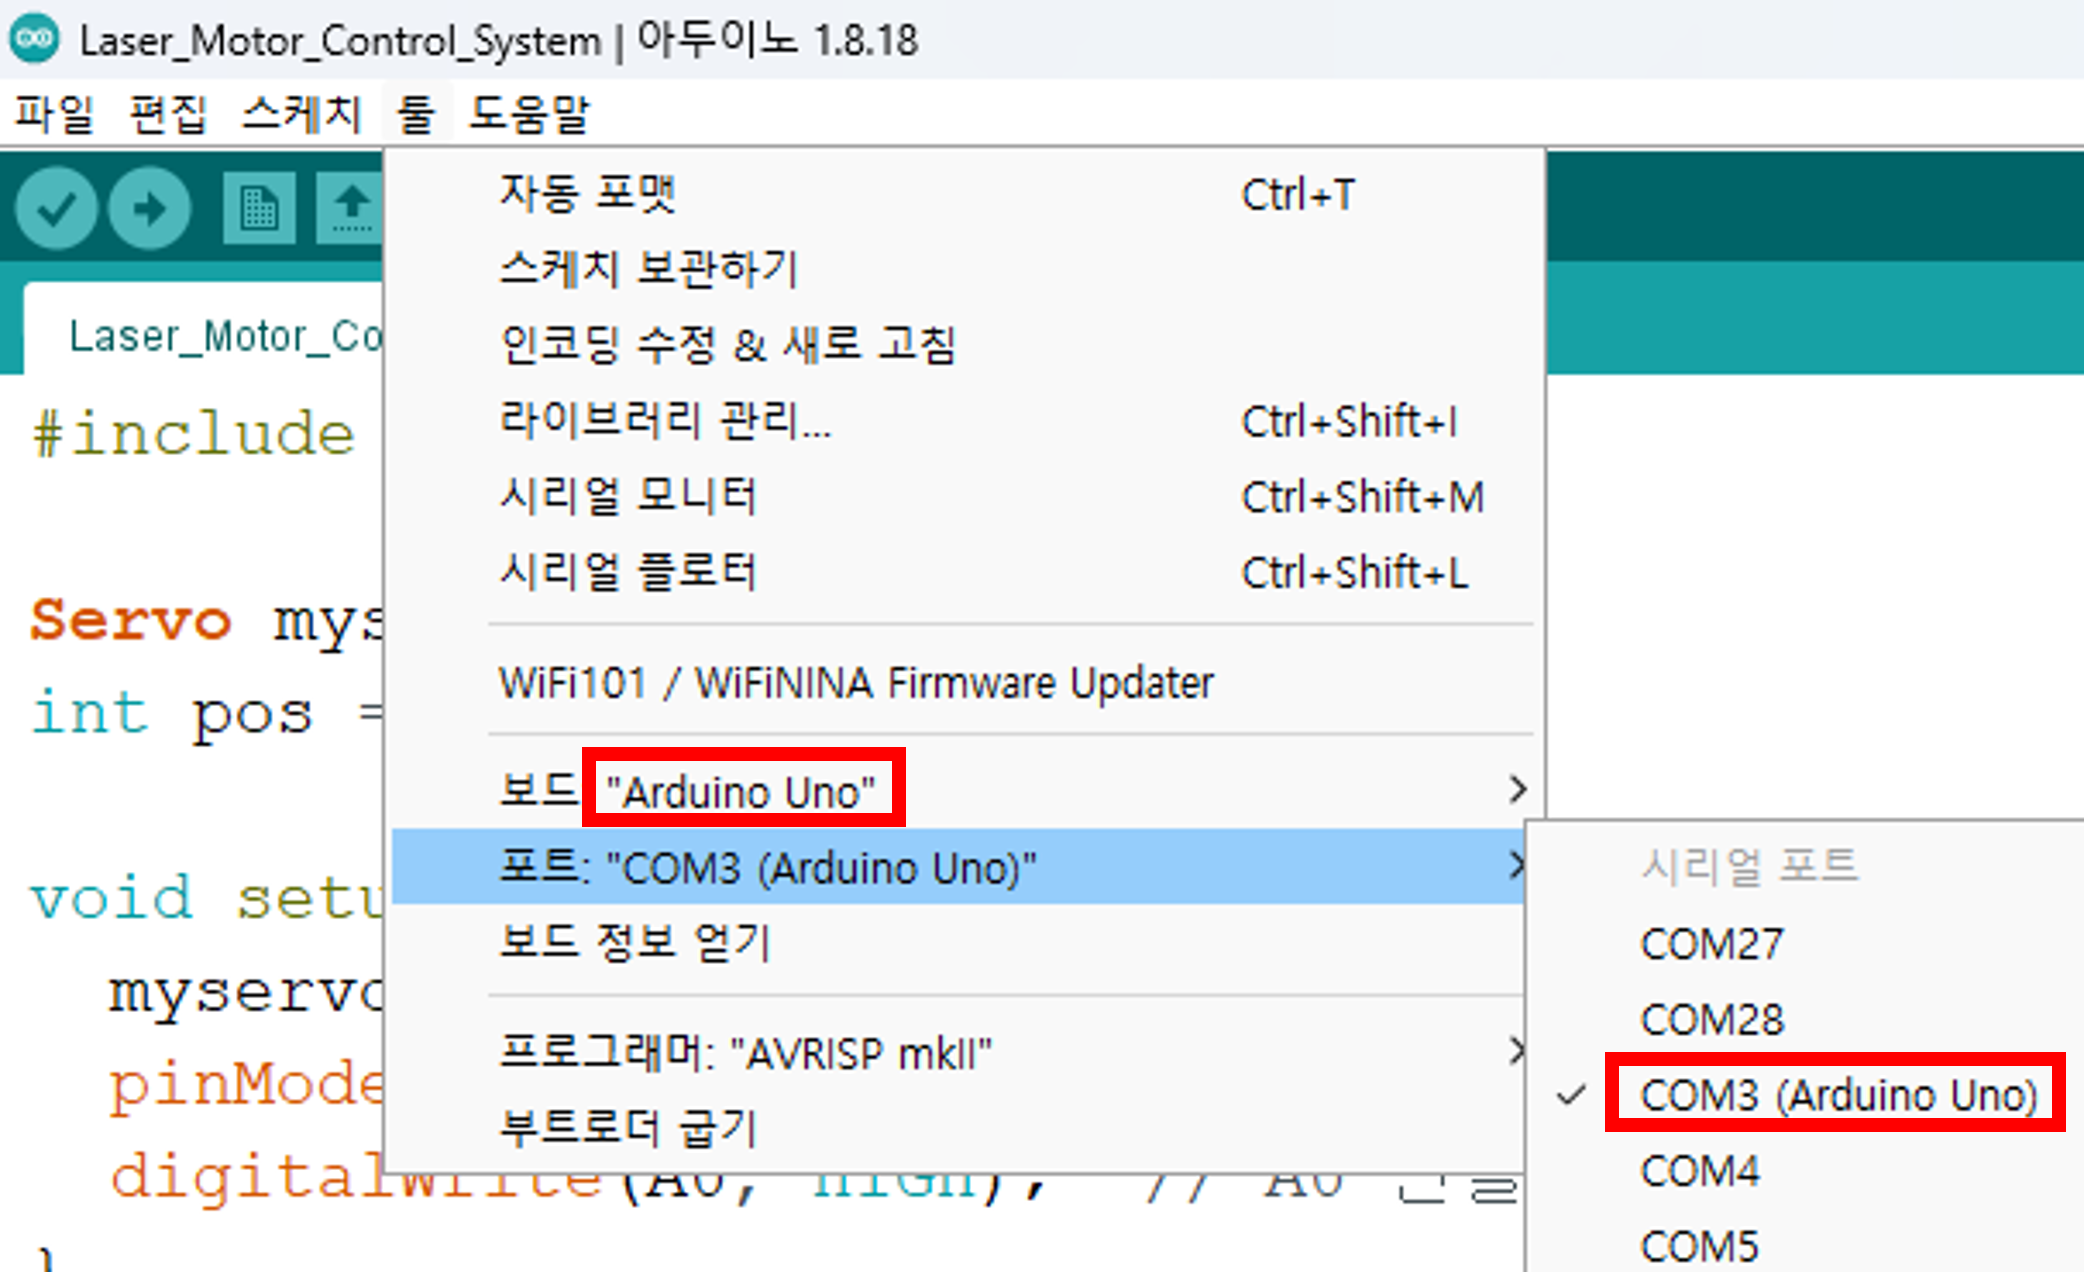 Laser_Motor_Control_System | 아두이노 1.8.18
파일 편집 스케치 툴 도움말
Laser_Motor_Co
#include
Servo mys
int pos =
void setu
myservo
pinMode
digitalWrite(A0, HIGH); // A0
}
자동 포맷 Ctrl+T
스케치 보관하기
인코딩 수정 & 새로 고침
라이브러리 관리... Ctrl+Shift+I
시리얼 모니터 Ctrl+Shift+M
시리얼 플로터 Ctrl+Shift+L
WiFi101 / WiFiNINA Firmware Updater
보드 "Arduino Uno"
포트: "COM3 (Arduino Uno)"
보드 정보 얻기
프로그래머: "AVRISP mkII"
부트로더 굽기
시리얼 포트
COM27
COM28
COM3 (Arduino Uno)
COM4
COM5